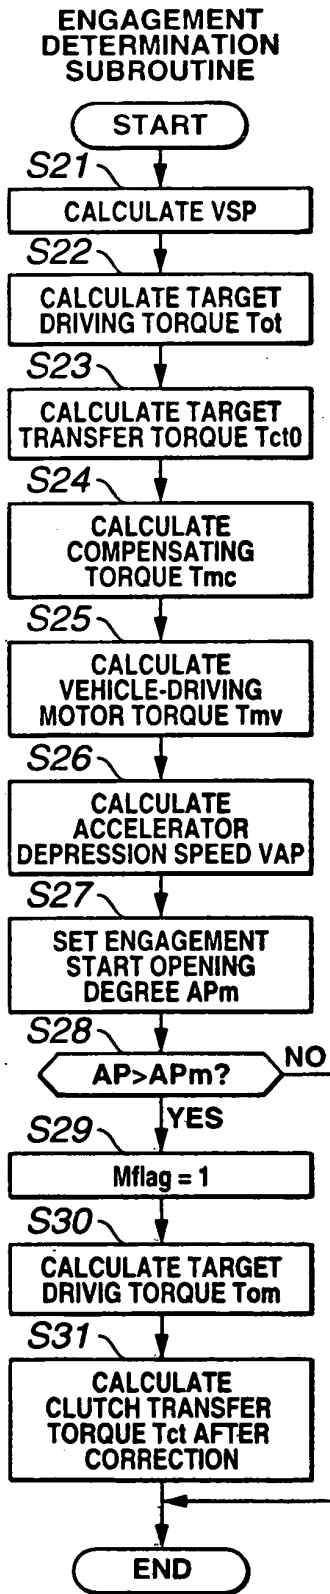 ENGAGEMENT
DETERMINATION
SUBROUTINE
START
S21
CALCULATE VSP
S22
CALCULATE TARGET
DRIVING TORQUE Tot
S23
CALCULATE TARGET
TRANSFER TORQUE Tct0
S24
CALCULATE
COMPENSATING
TORQUE Tmc
S25
CALCULATE
VEHICLE-DRIVING
MOTOR TORQUE Tmv
S26
CALCULATE
ACCELERATOR
DEPRESSION SPEED VAP
S27
SET ENGAGEMENT
START OPENING
DEGREE APm
S28
AP>APm?
NO
YES
S29
Mflag = 1
S30
CALCULATE TARGET
DRIVIG TORQUE Tom
S31
CALCULATE
CLUTCH TRANSFER
TORQUE Tct AFTER
CORRECTION
END